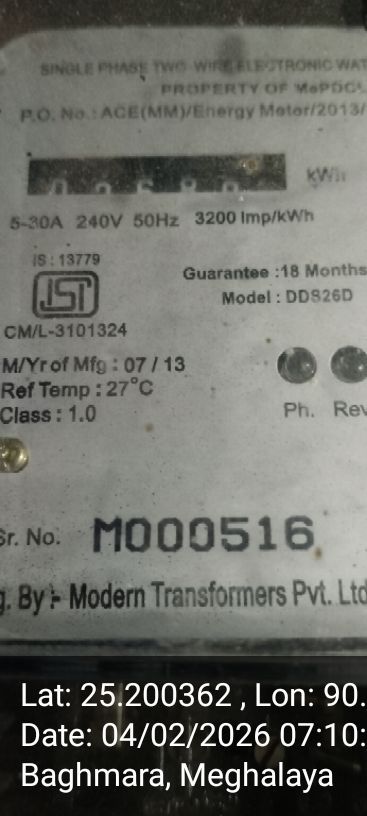 SINGLE PHASE TWO WIRE ELECTRONIC WAT
PROPERTY OF MePDCL
P.O. No.: ACE(MM)/Energy Meter/2013/
kWh
5-30A 240V 50Hz 3200 Imp/kWh
IS : 13779
Guarantee :18 Months
Model : DDS26D
CM/L-3101324
M/Yr of Mfg : 07 / 13
Ref Temp : 27°C
Class : 1.0
Ph. Rev
Sr. No. M000516
g. By :- Modern Transformers Pvt. Ltd
Lat: 25.200362 , Lon: 90.
Date: 04/02/2026 07:10:
Baghmara, Meghalaya